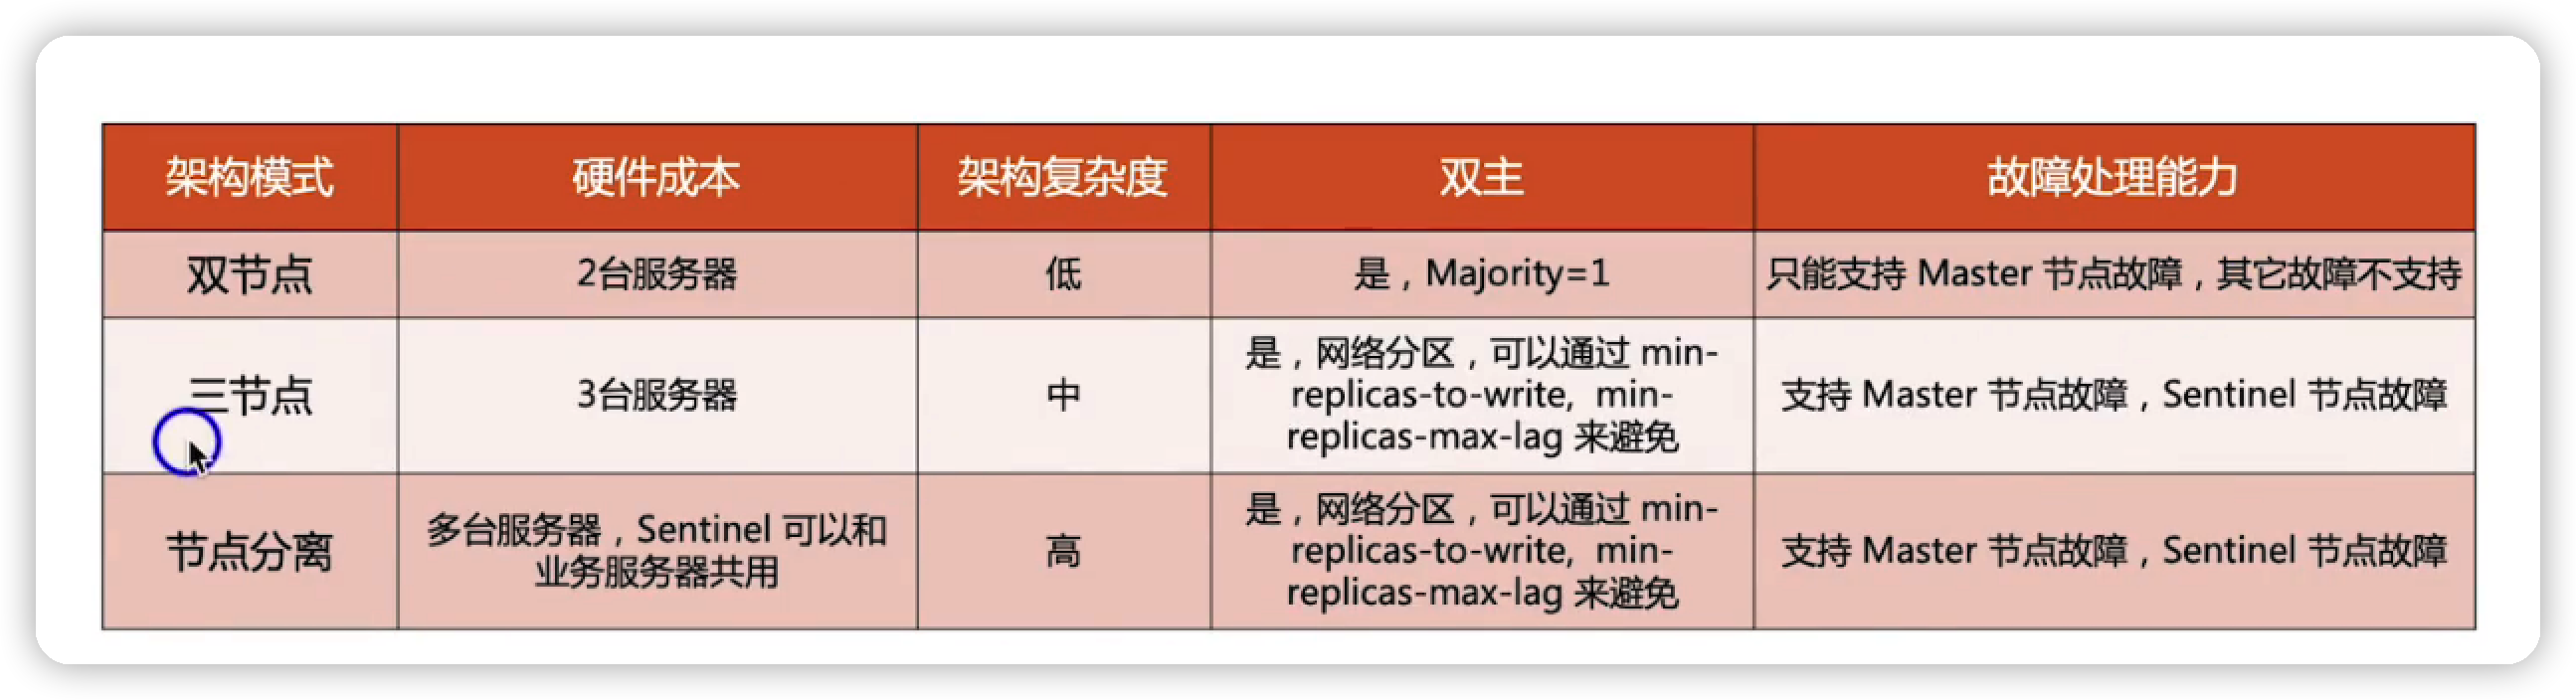 架构模式 硬件成本 架构复杂度 双主 故障处理能力
双节点 2台服务器 低 是，Majority=1 只能支持 Master 节点故障，其它故障不支持
三节点 3台服务器 中 是，网络分区，可以通过 min-
replicas-to-write, min-
replicas-max-lag 来避免
支持 Master 节点故障，Sentinel 节点故障
节点分离 多台服务器，Sentinel 可以和
业务服务器共用
高 是，网络分区，可以通过 min-
replicas-to-write, min-
replicas-max-lag 来避免
支持 Master 节点故障，Sentinel 节点故障